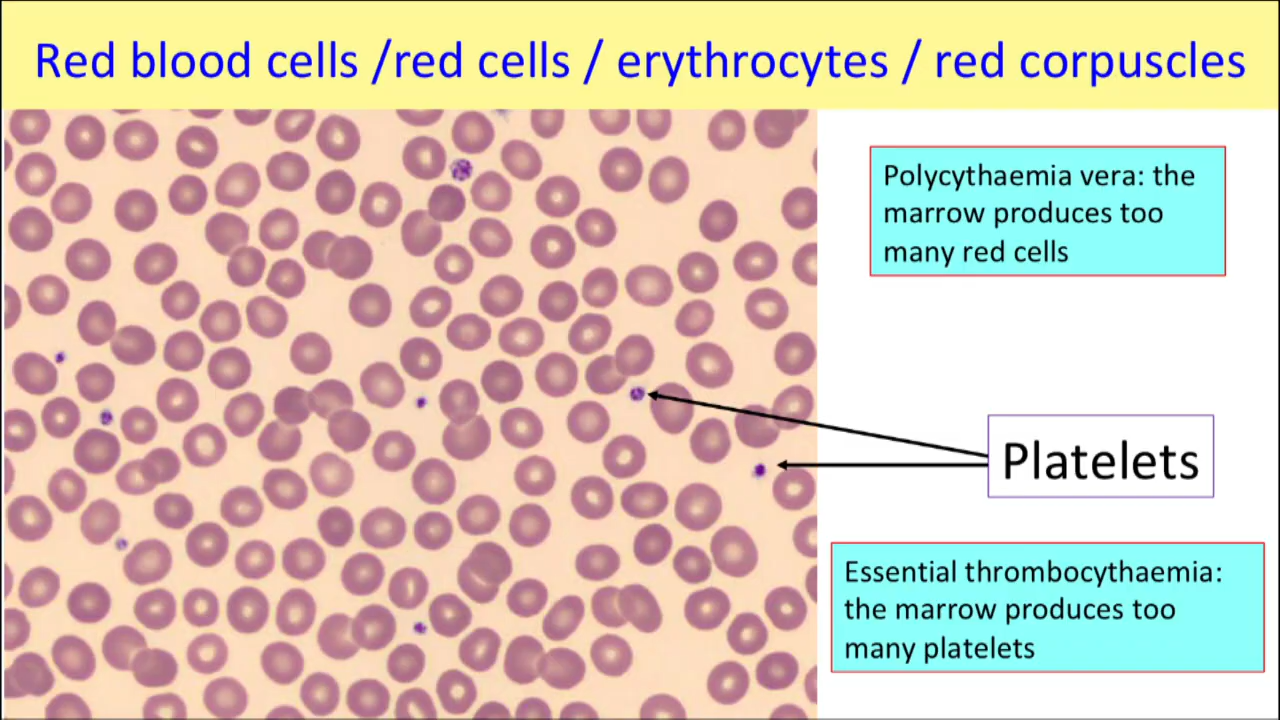 Red blood cells /red cells / erythrocytes / red corpuscles
Polycythaemia vera: the
marrow produces too
many red cells
Platelets
Essential thrombocythaemia:
the marrow produces too
many platelets